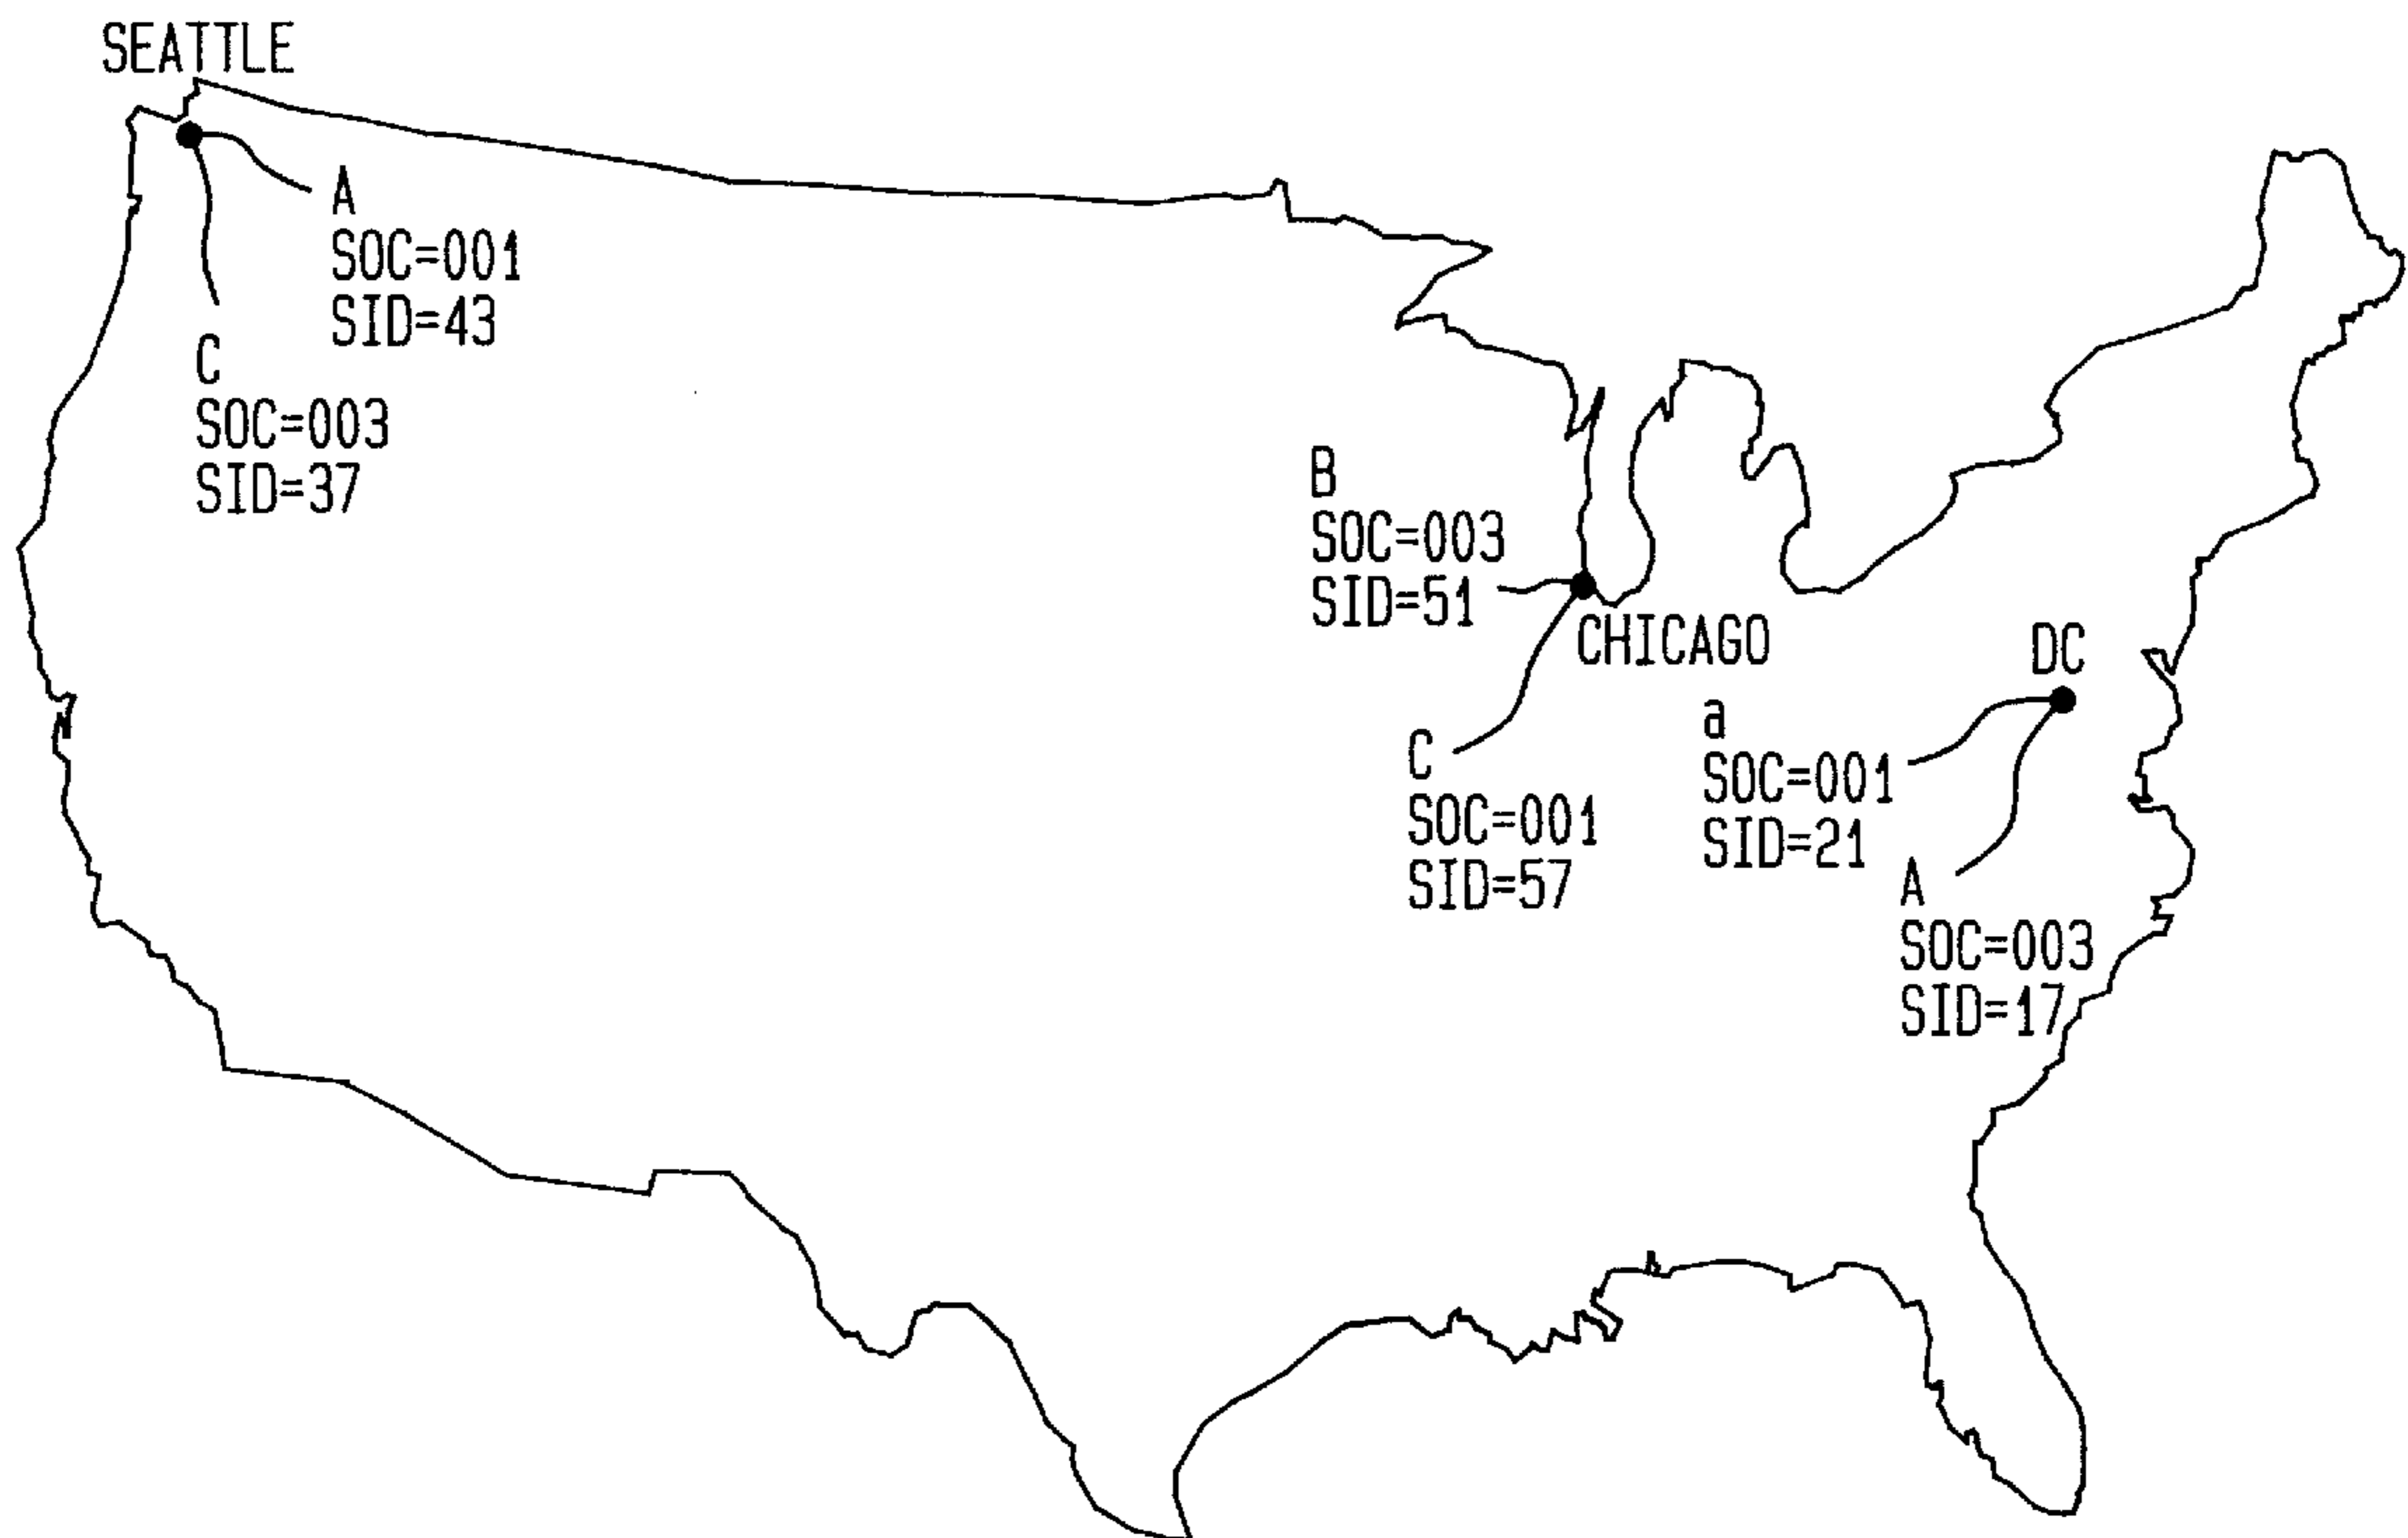 SEATTLE
A
SOC=001
SID=43
C
SOC=003
SID=37
B
SOC=003
SID=51
CHICAGO
C
SOC=001
SID=57
DC
a
SOC=001
SID=21
A
SOC=003
SID=17